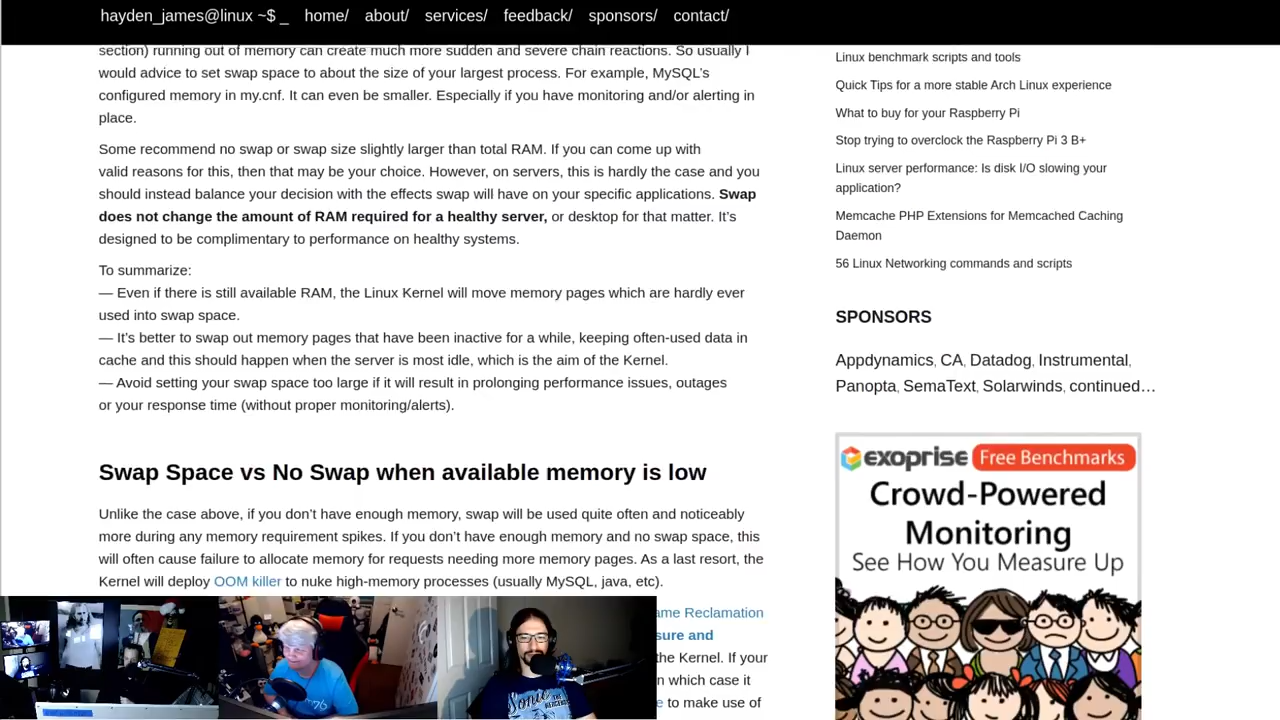 hayden_james@linux ~$ _ home/ about/ services/ feedback/ sponsors/ contact/
section) running out of memory can create much more sudden and severe chain reactions. So usually I
would advice to set swap space to about the size of your largest process. For example, MySQL's
configured memory in my.cnf. It can even be smaller. Especially if you have monitoring and/or alerting in
place.
Some recommend no swap or swap size slightly larger than total RAM. If you can come up with
valid reasons for this, then that may be your choice. However, on servers, this is hardly the case and you
should instead balance your decision with the effects swap will have on your specific applications. Swap
does not change the amount of RAM required for a healthy server, or desktop for that matter. It's
designed to be complimentary to performance on healthy systems.
To summarize:
— Even if there is still available RAM, the Linux Kernel will move memory pages which are hardly ever
used into swap space.
— It's better to swap out memory pages that have been inactive for a while, keeping often-used data in
cache and this should happen when the server is most idle, which is the aim of the Kernel.
— Avoid setting your swap space too large if it will result in prolonging performance issues, outages
or your response time (without proper monitoring/alerts).
Swap Space vs No Swap when available memory is low
Unlike the case above, if you don't have enough memory, swap will be used quite often and noticeably
more during any memory requirement spikes. If you don't have enough memory and no swap space, this
will often cause failure to allocate memory for requests needing more memory pages. As a last resort, the
Kernel will deploy OOM killer to nuke high-memory processes (usually MySQL, java, etc).
ame Reclamation
sure and
the Kernel. If your
n which case it
e to make use of
Linux benchmark scripts and tools
Quick Tips for a more stable Arch Linux experience
What to buy for your Raspberry Pi
Stop trying to overclock the Raspberry Pi 3 B+
Linux server performance: Is disk I/O slowing your
application?
Memcache PHP Extensions for Memcached Caching
Daemon
56 Linux Networking commands and scripts
SPONSORS
Appdynamics, CA, Datadog, Instrumental,
Panopta, SemaText, Solarwinds, continued…
exoprise Free Benchmarks
Crowd-Powered
Monitoring
See How You Measure Up
Sonic